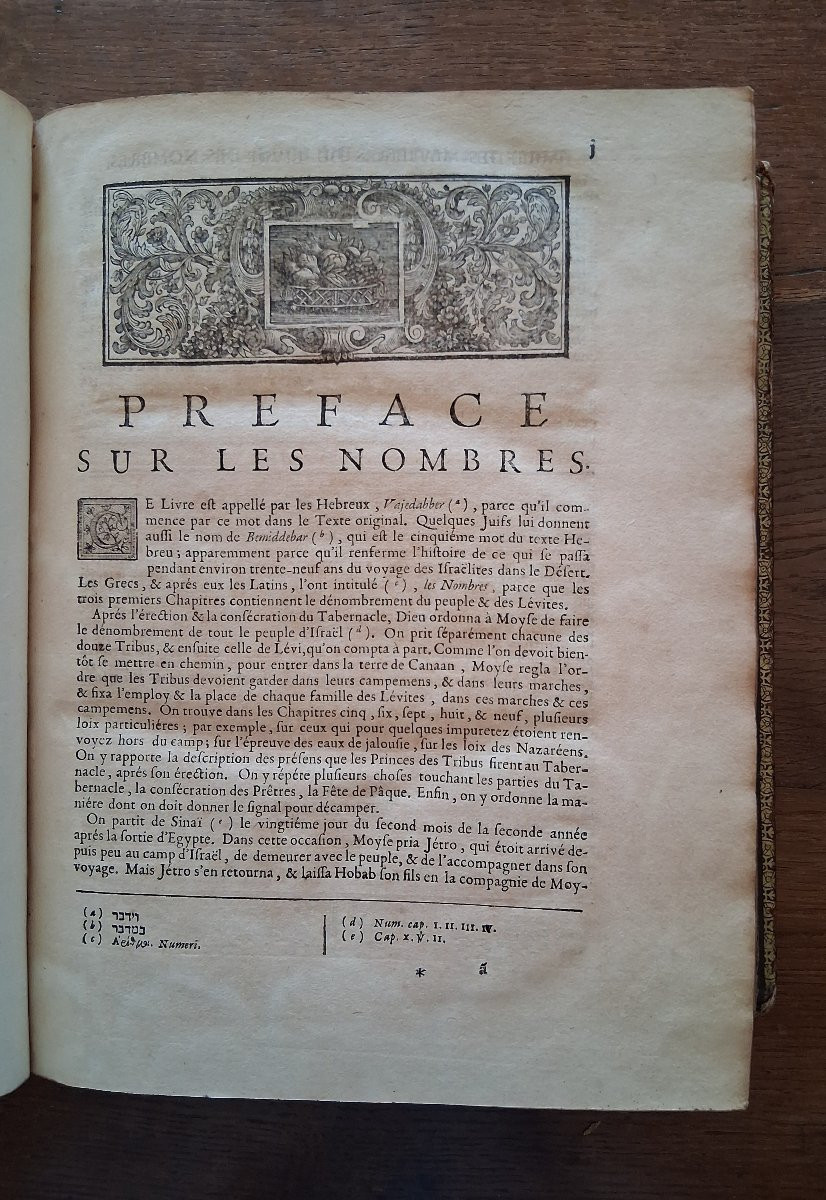 j
PREFACE
SUR LES NOMBRES.
CE Livre est appellé par les Hebreux, Vajedabber (a), parce qu'il com-
mence par ce mot dans le Texte original. Quelques Juifs lui donnent
aussi le nom de Bemiddebar (b), qui est le cinquiéme mot du texte He-
breu; apparemment parce qu'il renferme l'histoire de ce qui se passa
pendant environ trente-neuf ans du voyage des Israëlites dans le Désert.
Les Grecs, & aprés eux les Latins, l'ont intitulé (c), les Nombres, parce que les
trois premiers Chapitres contiennent le dénombrement du peuple & des Lévites.
Aprés l'érection & la consécration du Tabernacle, Dieu ordonna à Moyse de faire
le dénombrement de tout le peuple d'Israël (d). On prit séparément chacune des
douze Tribus, & ensuite celle de Lévi, qu'on compta à part. Comme l'on devoit bien-
tôt se mettre en chemin, pour entrer dans la terre de Canaan, Moyse regla l'or-
dre que les Tribus devoient garder dans leurs campemens, & dans leurs marches,
& fixa l'employ & la place de chaque famille des Lévites, dans ces marches & ces
campemens. On trouve dans les Chapitres cinq, six, sept, huit, & neuf, plusieurs
loix particuliéres; par exemple, sur ceux qui pour quelques impuretez étoient ren-
voyez hors du camp; sur l'épreuve des eaux de jalousie, sur les loix des Nazaréens.
On y rapporte la description des présens que les Princes des Tribus firent au Taber-
nacle, aprés son érection. On y répéte plusieurs choses touchant les parties du Ta-
bernacle, la consécration des Prêtres, la Fête de Pâque. Enfin, on y ordonne la ma-
niére dont on doit donner le signal pour décamper.
On partit de Sinaï (e) le vingtiéme jour du second mois de la seconde année
aprés la sortie d'Egypte. Dans cette occasion, Moyse pria Jétro, qui étoit arrivé de-
puis peu au camp d'Israël, de demeurer avec le peuple, & de l'accompagner dans son
voyage. Mais Jétro s'en retourna, & laissa Hobab son fils en la compagnie de Moy-
(a) וידבר
(b) במדבר
(c) Ἀριθμοι. Numeri.
(d) Num. cap. I. II. III. IV.
(e) Cap. X. V. II.
* ã